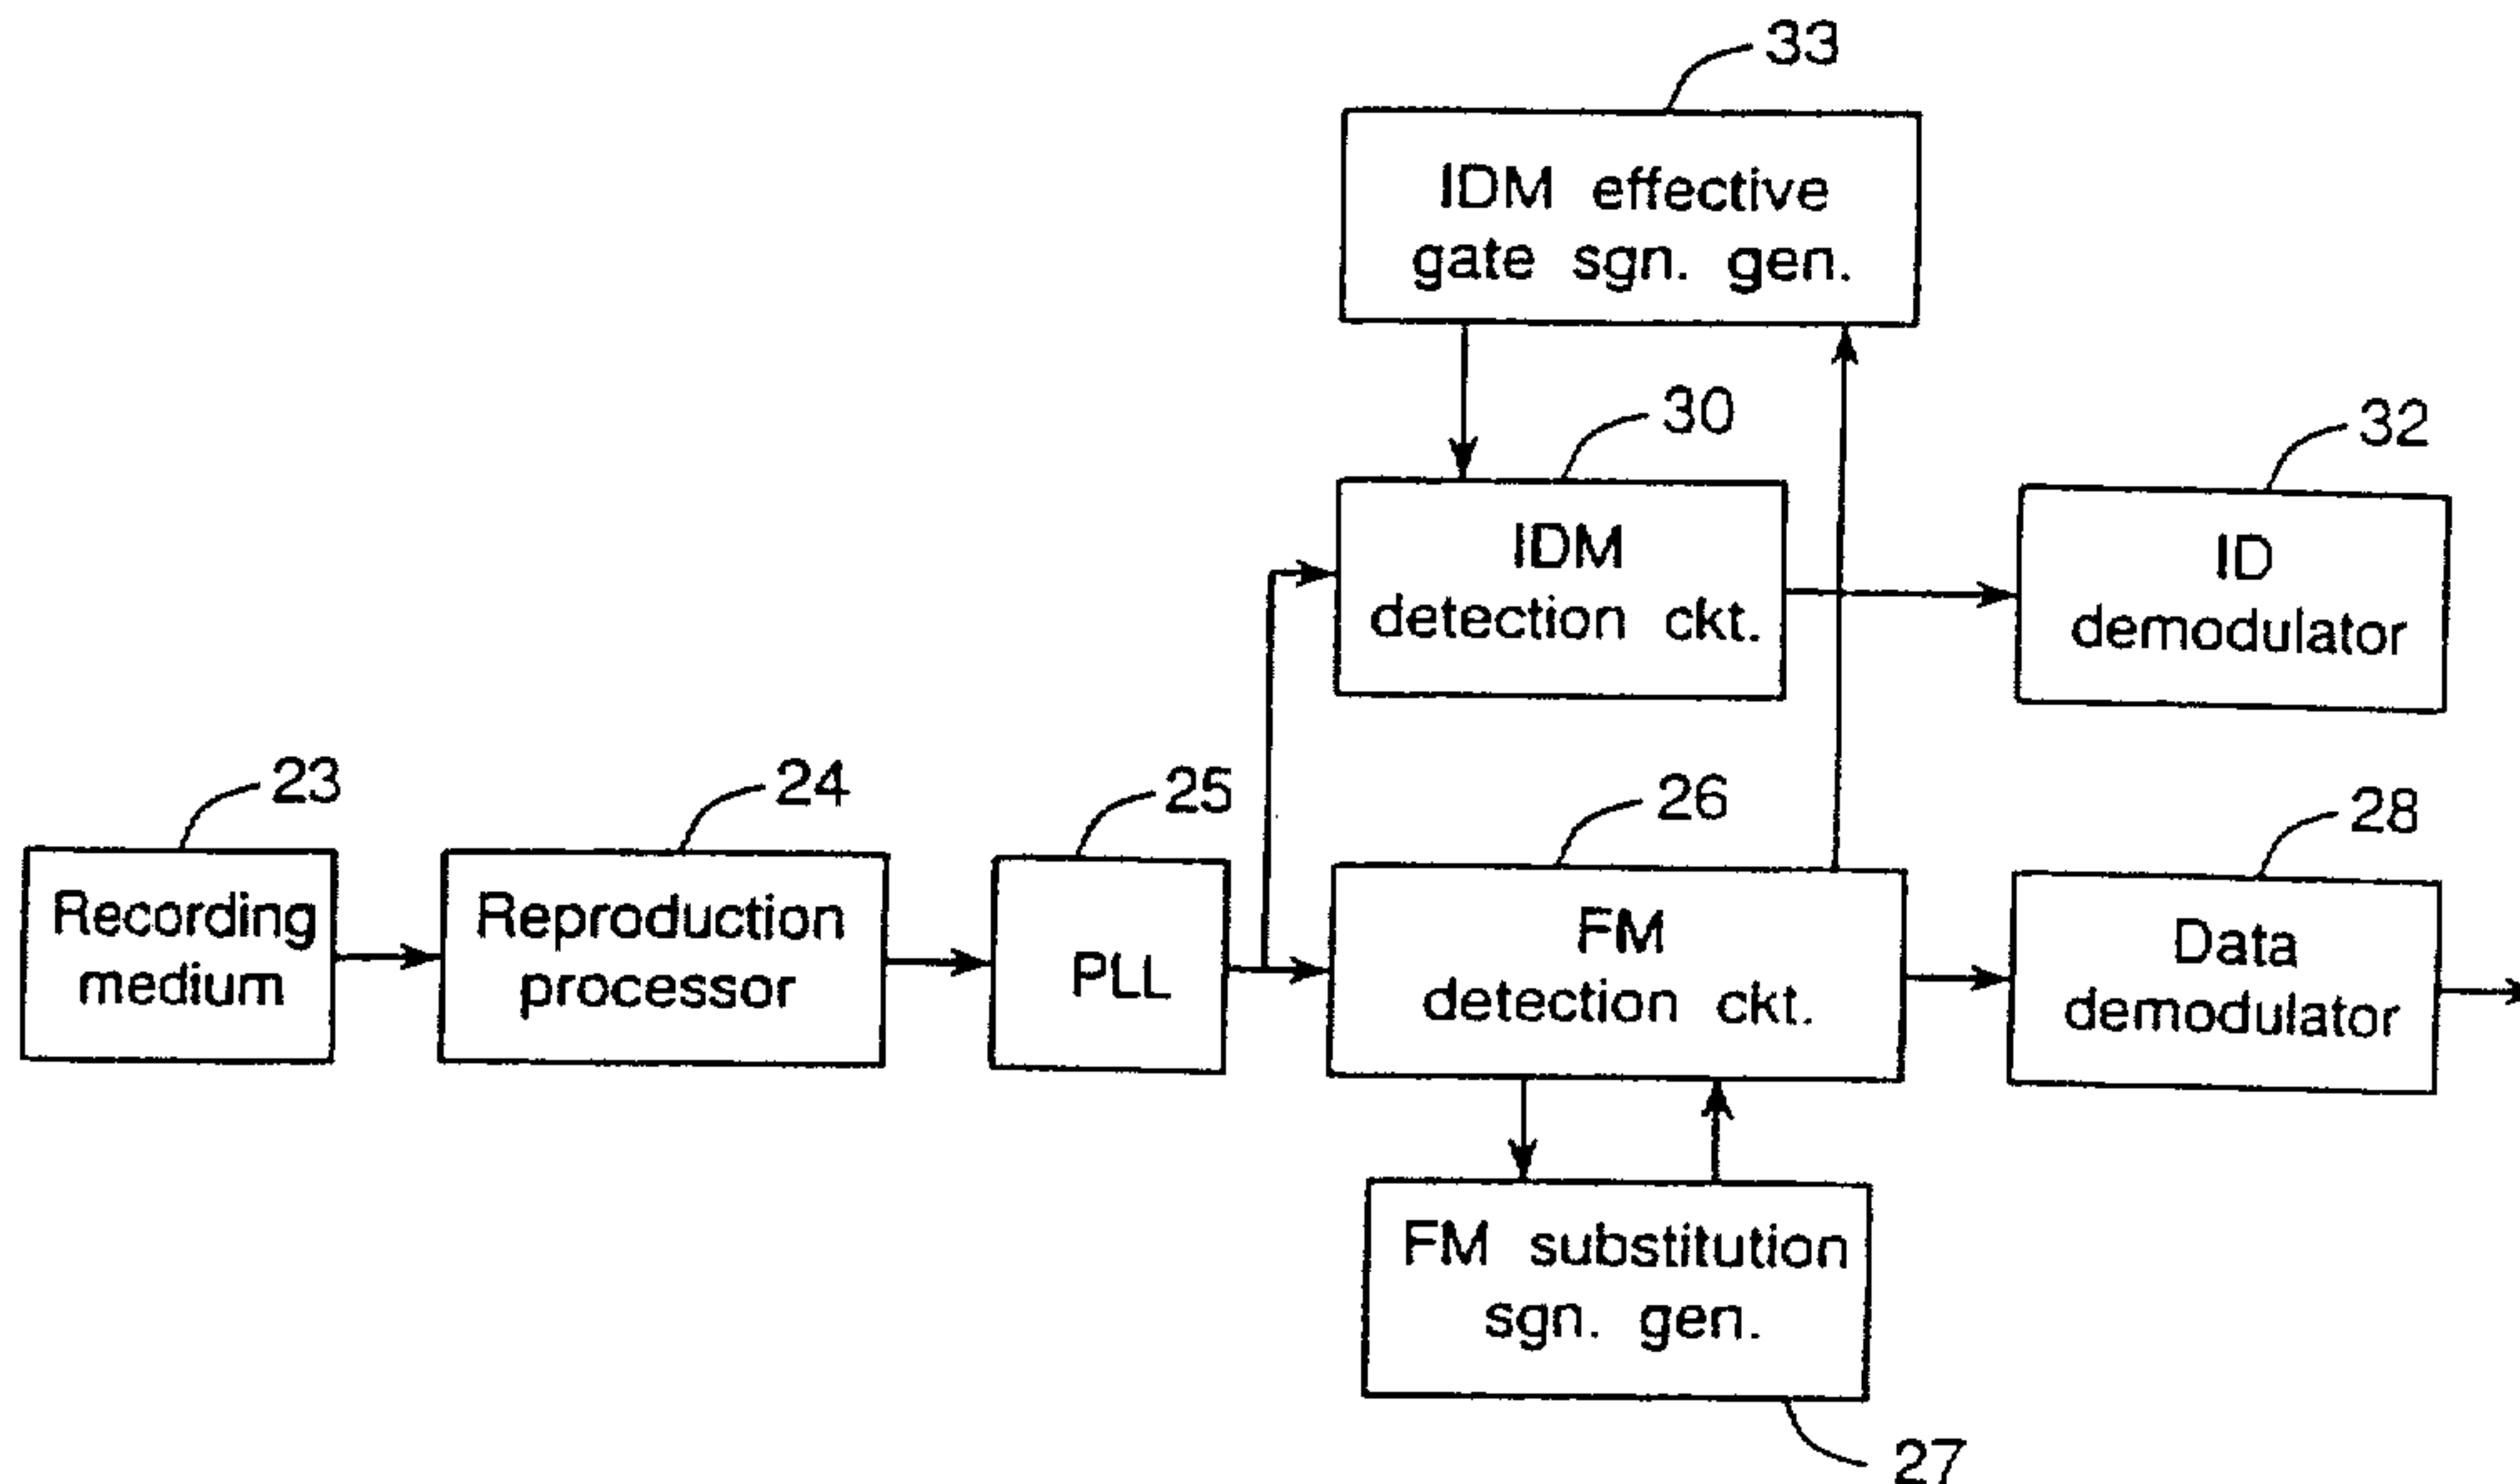 33
IDM effective
gate sgn. gen.
30
IDM
detection ckt.
32
ID
demodulator
23
Recording
medium
24
Reproduction
processor
25
PLL
26
FM
detection ckt.
28
Data
demodulator
FM substitution
sgn. gen.
27